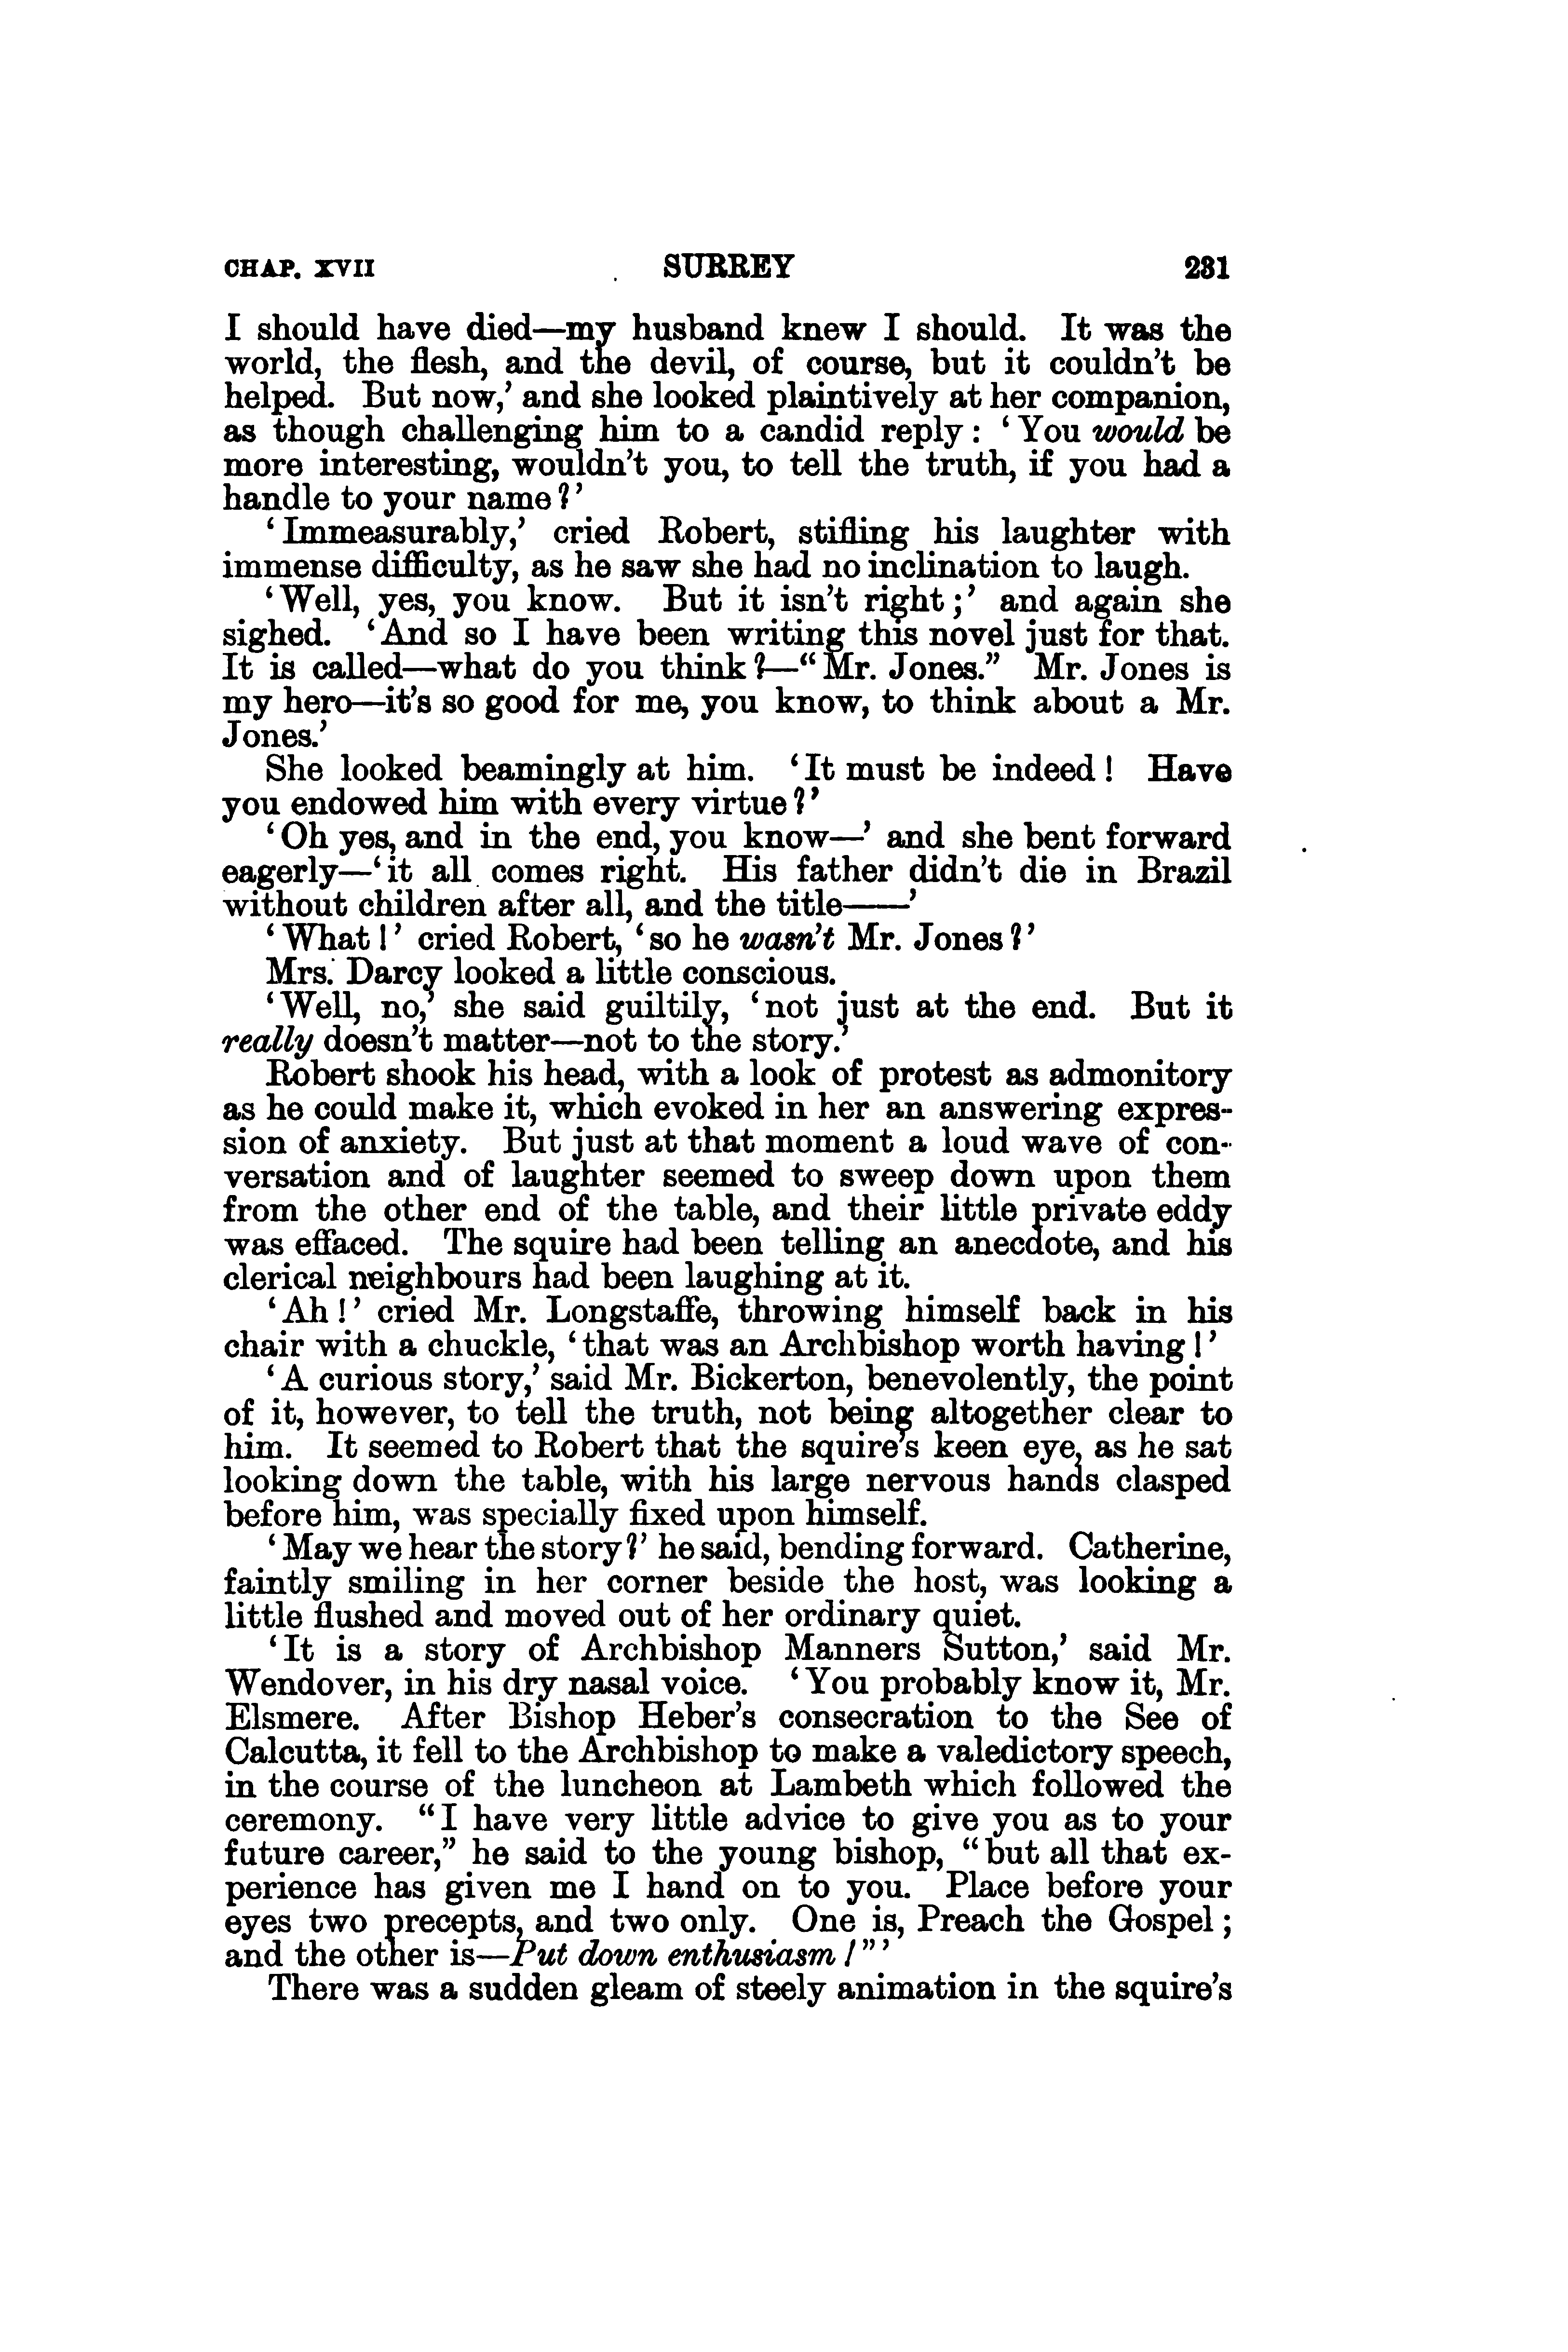 CHAP. XVII SURREY 231
I should have died—my husband knew I should. It was the
world, the flesh, and the devil, of course, but it couldn't be
helped. But now,' and she looked plaintively at her companion,
as though challenging him to a candid reply: 'You would be
more interesting, wouldn't you, to tell the truth, if you had a
handle to your name?'
'Immeasurably,' cried Robert, stifling his laughter with
immense difficulty, as he saw she had no inclination to laugh.
'Well, yes, you know. But it isn't right;' and again she
sighed. 'And so I have been writing this novel just for that.
It is called—what do you think?—"Mr. Jones." Mr. Jones is
my hero—it's so good for me, you know, to think about a Mr.
Jones.'
She looked beamingly at him. 'It must be indeed! Have
you endowed him with every virtue?'
'Oh yes, and in the end, you know—' and she bent forward
eagerly—'it all comes right. His father didn't die in Brazil
without children after all, and the title——'
'What!' cried Robert, 'so he wasn't Mr. Jones?'
Mrs. Darcy looked a little conscious.
'Well, no,' she said guiltily, 'not just at the end. But it
really doesn't matter—not to the story.'
Robert shook his head, with a look of protest as admonitory
as he could make it, which evoked in her an answering expres-
sion of anxiety. But just at that moment a loud wave of con-
versation and of laughter seemed to sweep down upon them
from the other end of the table, and their little private eddy
was effaced. The squire had been telling an anecdote, and his
clerical neighbours had been laughing at it.
'Ah!' cried Mr. Longstaffe, throwing himself back in his
chair with a chuckle, 'that was an Archbishop worth having!'
'A curious story,' said Mr. Bickerton, benevolently, the point
of it, however, to tell the truth, not being altogether clear to
him. It seemed to Robert that the squire's keen eye, as he sat
looking down the table, with his large nervous hands clasped
before him, was specially fixed upon himself.
'May we hear the story?' he said, bending forward. Catherine,
faintly smiling in her corner beside the host, was looking a
little flushed and moved out of her ordinary quiet.
'It is a story of Archbishop Manners Sutton,' said Mr.
Wendover, in his dry nasal voice. 'You probably know it, Mr.
Elsmere. After Bishop Heber's consecration to the See of
Calcutta, it fell to the Archbishop to make a valedictory speech,
in the course of the luncheon at Lambeth which followed the
ceremony. "I have very little advice to give you as to your
future career," he said to the young bishop, "but all that ex-
perience has given me I hand on to you. Place before your
eyes two precepts, and two only. One is, Preach the Gospel;
and the other is—Put down enthusiasm!"'
There was a sudden gleam of steely animation in the squire's